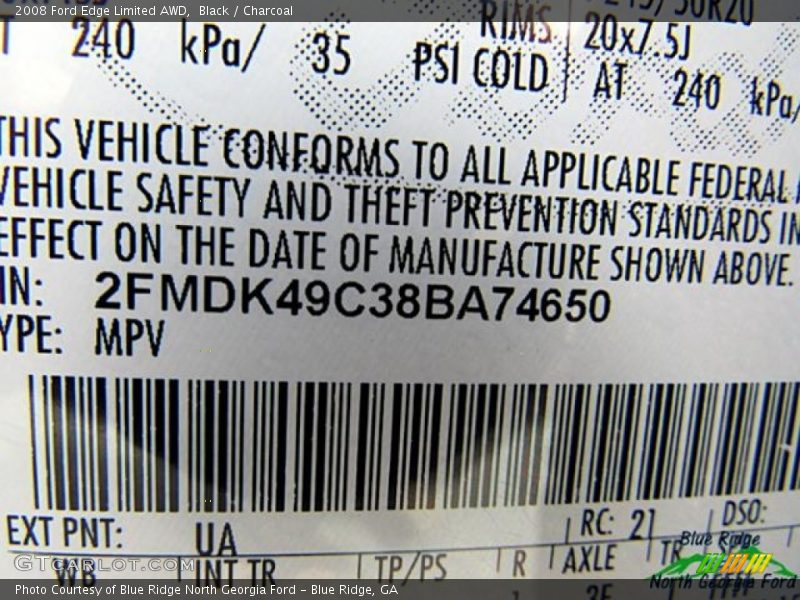 2008 Ford Edge Limited AWD, Black / Charcoal
RIMS 20x7.5J
T 240 kPa/ 35 PSI COLD AT 240 kPa/
THIS VEHICLE CONFORMS TO ALL APPLICABLE FEDERAL
VEHICLE SAFETY AND THEFT PREVENTION STANDARDS IN
EFFECT ON THE DATE OF MANUFACTURE SHOWN ABOVE.
IN: 2FMDK49C38BA74650
YPE: MPV
EXT PNT: UA RC: 21 DSO:
WB INT TR TP/PS R AXLE TR
GTCarLot.com
Blue Ridge
North Georgia Ford
Photo Courtesy of Blue Ridge North Georgia Ford – Blue Ridge, GA